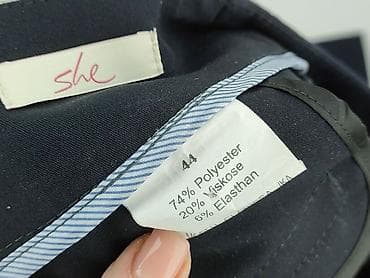 she
44
74% Polyester
20% Viskose
6% Elasthan